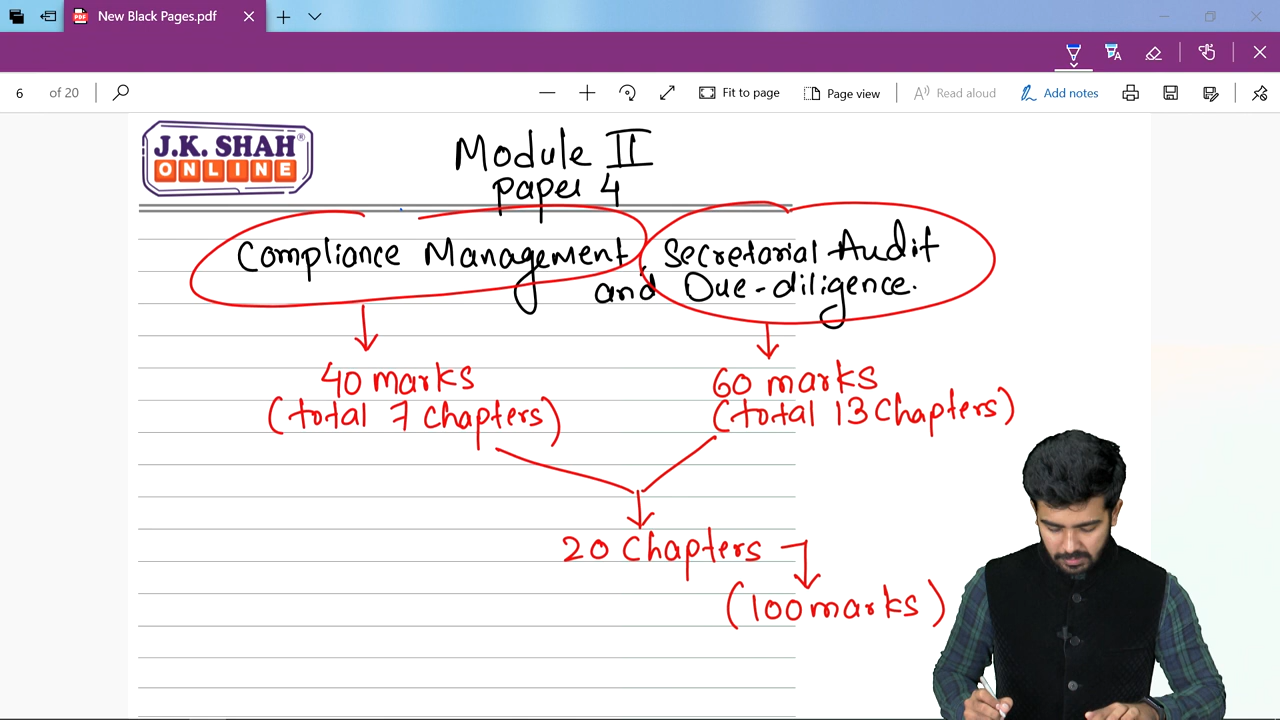 New Black Pages.pdf
6 of 20
Fit to page
Page view
Read aloud
Add notes
J.K. SHAH®
ONLINE
Module II
paper 4
Compliance Management Secretarial Audit
and Due-diligence.
40 marks
(total 7 chapters)
60 marks
(total 13 Chapters)
20 Chapters
(100 marks)